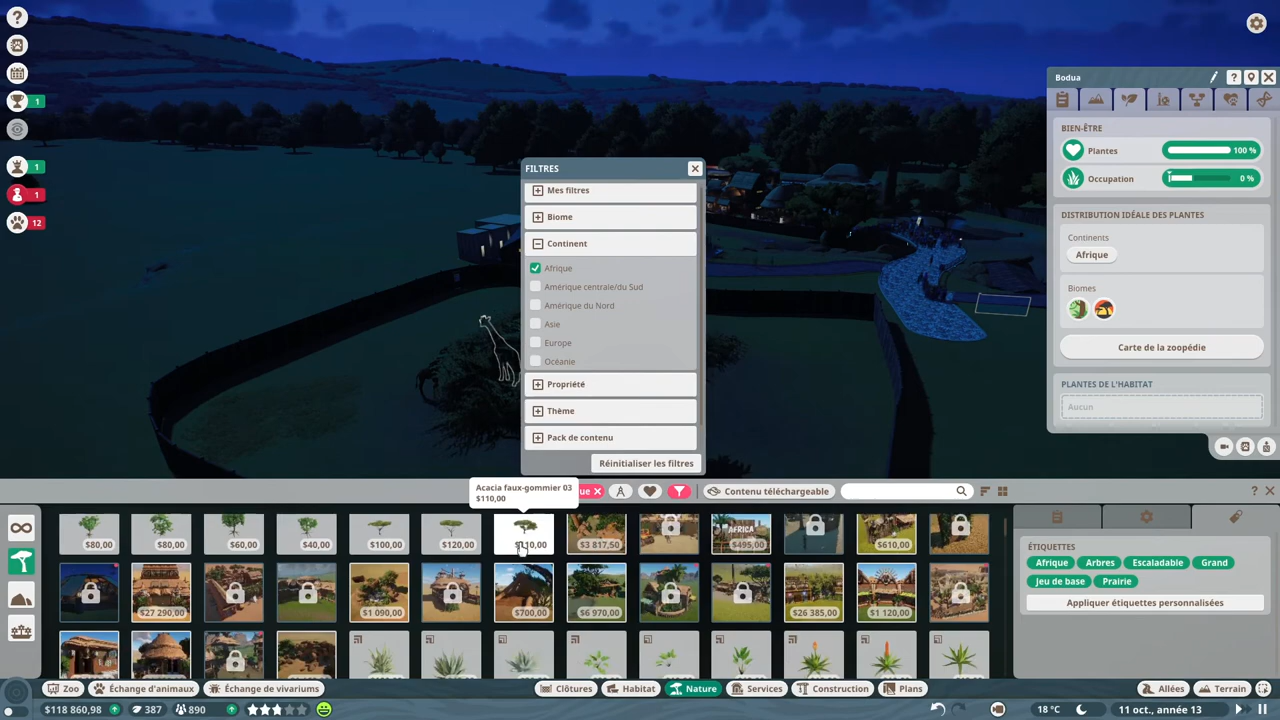 1
1
1
12
FILTRES
Mes filtres
Biome
Continent
Afrique
Amérique centrale/du Sud
Amérique du Nord
Asie
Europe
Océanie
Propriété
Thème
Pack de contenu
Réinitialiser les filtres
Bodua
BIEN-ÊTRE
Plantes
100 %
Occupation
0 %
DISTRIBUTION IDÉALE DES PLANTES
Continents
Afrique
Biomes
Carte de la zoopédie
PLANTES DE L'HABITAT
Aucun
Acacia faux-gommier 03
$110,00
Contenu téléchargeable
$80,00
$80,00
$60,00
$40,00
$100,00
$120,00
$110,00
$3 817,50
AFRICA
$495,00
$610,00
$27 290,00
$1 090,00
$700,00
$6 970,00
$26 385,00
$1 120,00
ÉTIQUETTES
Afrique Arbres Escaladable Grand
Jeu de base Prairie
Appliquer étiquettes personnalisées
Zoo Échange d'animaux Échange de vivariums Clôtures Habitat Nature Services Construction Plans Allées Terrain
$118 860,98 387 890 18 °C 11 oct., année 13